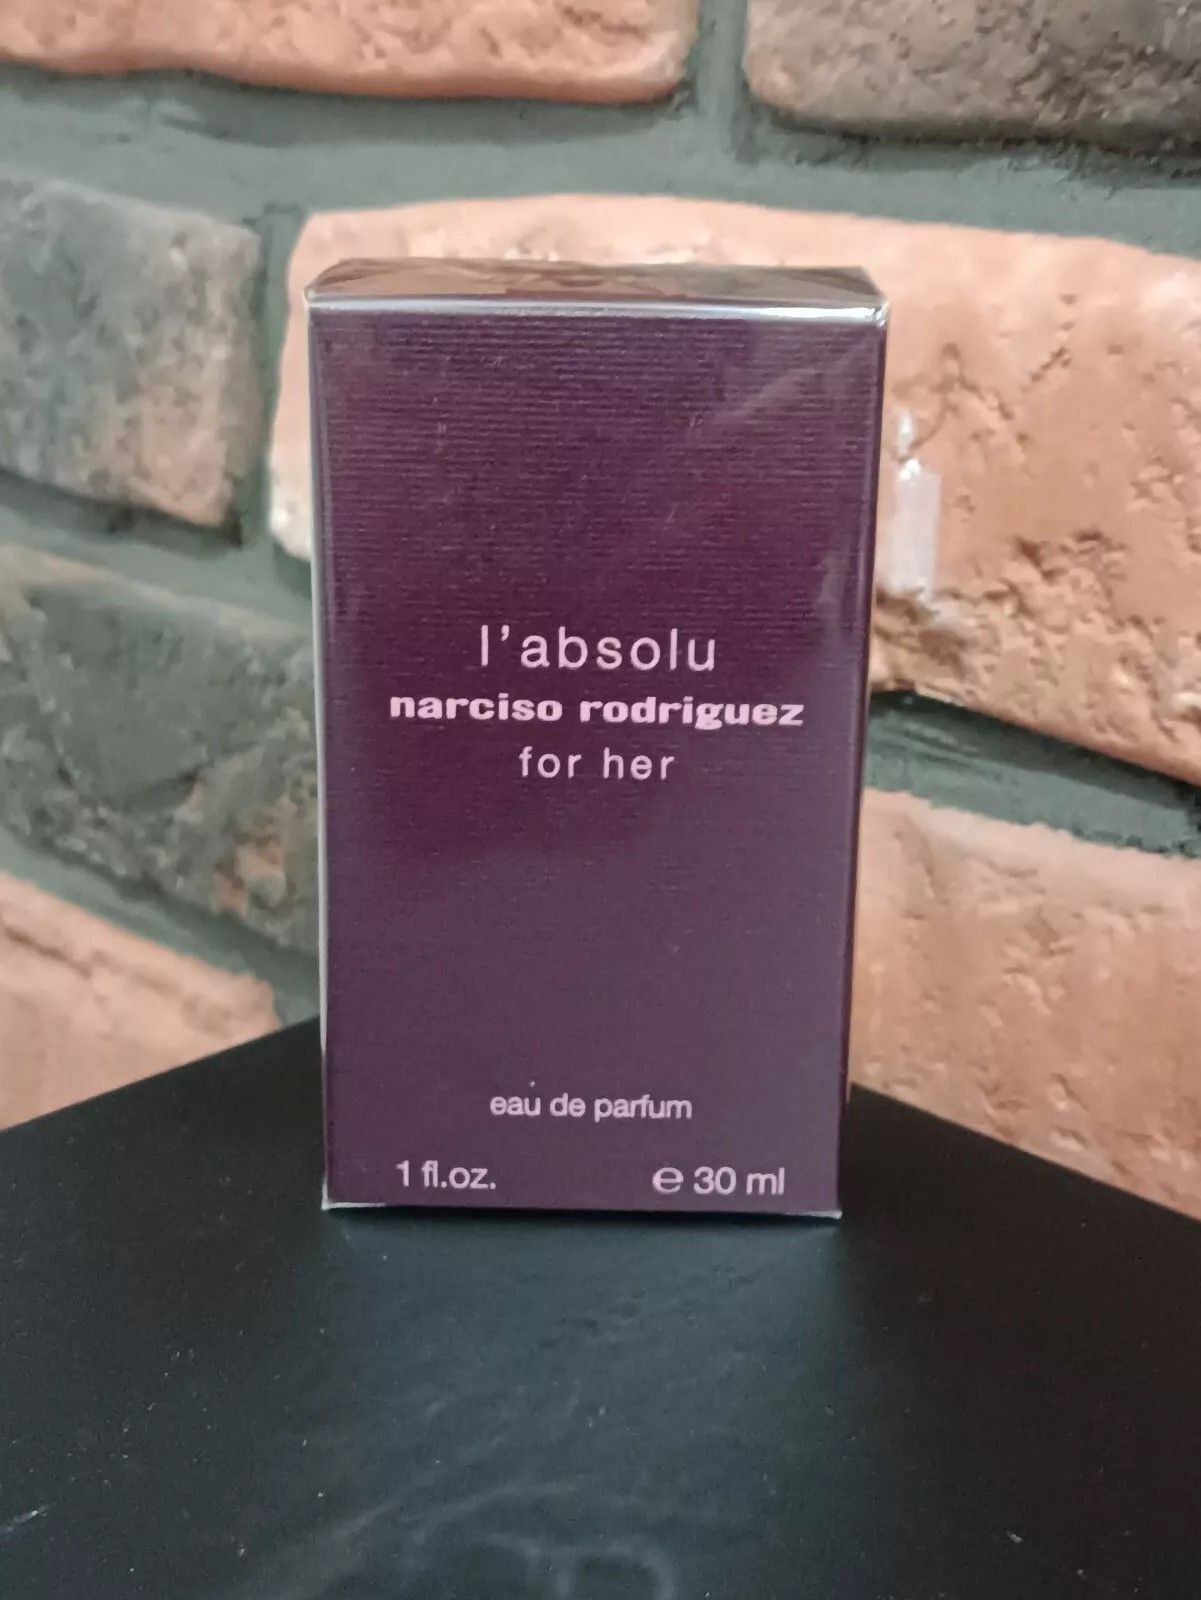 l'absolu
narciso rodriguez
for her
eau de parfum
1 fl.oz. ℮ 30 ml